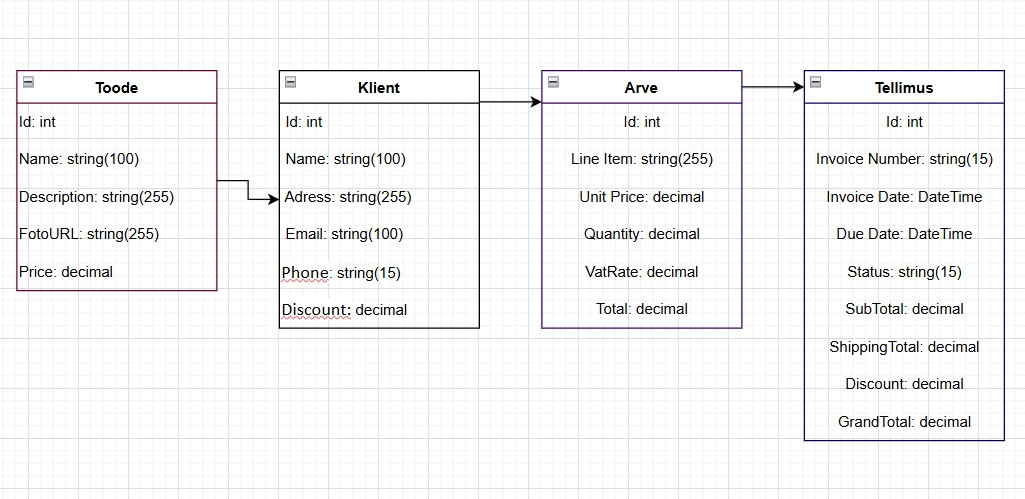 Toode
Id: int
Name: string(100)
Description: string(255)
FotoURL: string(255)
Price: decimal
Klient
Id: int
Name: string(100)
Adress: string(255)
Email: string(100)
Phone: string(15)
Discount: decimal
Arve
Id: int
Line Item: string(255)
Unit Price: decimal
Quantity: decimal
VatRate: decimal
Total: decimal
Tellimus
Id: int
Invoice Number: string(15)
Invoice Date: DateTime
Due Date: DateTime
Status: string(15)
SubTotal: decimal
ShippingTotal: decimal
Discount: decimal
GrandTotal: decimal